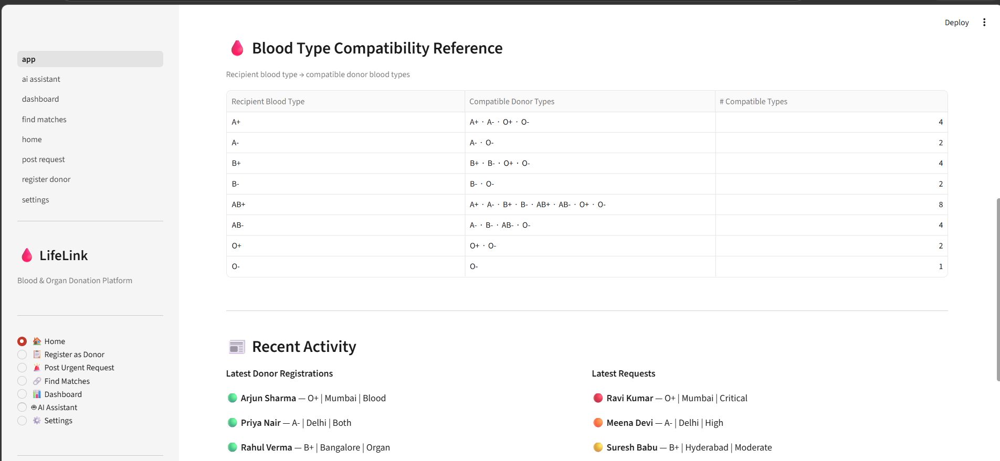 Deploy
app
ai assistant
dashboard
find matches
home
post request
register donor
settings
LifeLink
Blood & Organ Donation Platform
Home
Register as Donor
Post Urgent Request
Find Matches
Dashboard
AI Assistant
Settings
Blood Type Compatibility Reference
Recipient blood type → compatible donor blood types
Recipient Blood Type Compatible Donor Types # Compatible Types
A+ A+ · A- · O+ · O- 4
A- A- · O- 2
B+ B+ · B- · O+ · O- 4
B- B- · O- 2
AB+ A+ · A- · B+ · B- · AB+ · AB- · O+ · O- 8
AB- A- · B- · AB- · O- 4
O+ O+ · O- 2
O- O- 1
Recent Activity
Latest Donor Registrations
Arjun Sharma — O+ | Mumbai | Blood
Priya Nair — A- | Delhi | Both
Rahul Verma — B+ | Bangalore | Organ
Latest Requests
Ravi Kumar — O+ | Mumbai | Critical
Meena Devi — A- | Delhi | High
Suresh Babu — B+ | Hyderabad | Moderate